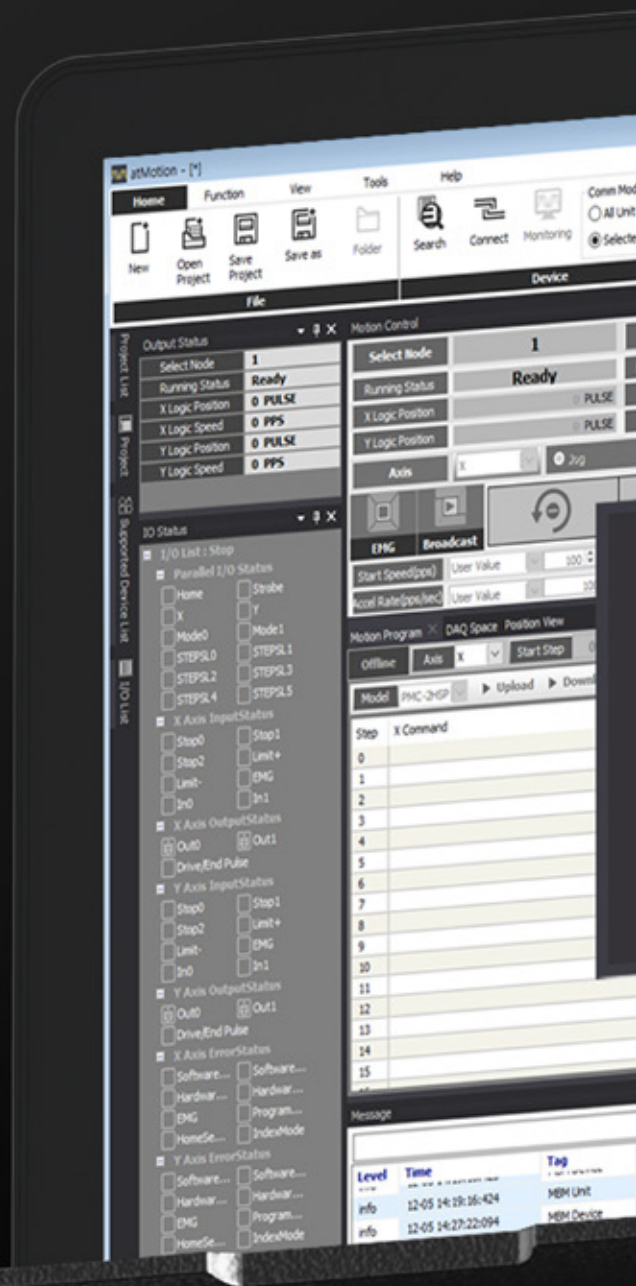 atMotion - [*]
Home Function View Tools Help
New
Open Project
Save Project
Save as
Folder
Search
Connect
Monitoring
Comm Mod
All Unit
Selecte
File
Device
Project List
Project
Supported Device List
I/O List
Output Status
Select Node 1
Running Status Ready
X Logic Position 0 PULSE
X Logic Speed 0 PPS
Y Logic Position 0 PULSE
Y Logic Speed 0 PPS
IO Status
I/O List : Stop
Parallel I/O Status
Home Strobe
X Y
Mode0 Mode1
STEPSL0 STEPSL1
STEPSL2 STEPSL3
STEPSL4 STEPSL5
X Axis InputStatus
Stop0 Stop1
Stop2 Limit+
Limit- EMG
In0 In1
X Axis OutputStatus
Out0 Out1
Drive/End Pulse
Y Axis InputStatus
Stop0 Stop1
Stop2 Limit+
Limit- EMG
In0 In1
Y Axis OutputStatus
Out0 Out1
Drive/End Pulse
X Axis ErrorStatus
Software... Software...
Hardwar... Hardwar...
EMG Program...
HomeSe... IndexMode
Y Axis ErrorStatus
Software... Software...
Hardwar... Hardwar...
EMG Program...
HomeSe... IndexMode
Motion Control
Select Node 1
Running Status Ready
X Logic Position 0 PULSE
Y Logic Position 0 PULSE
Axis X Jog
EMG Broadcast
Start Speed(pps) User Value 100
Accel Rate(pps/sec) User Value
Motion Program DAQ Space Position View
Offline Axis X Start Step 0
Model PMC-2HSP Upload Downl
Step X Command
0
1
2
3
4
5
6
7
8
9
10
11
12
13
14
15
Message
Level Time Tag
info 12-05 14:19:16:424 MBM Unit
info 12-05 14:27:22:094 MBM Device